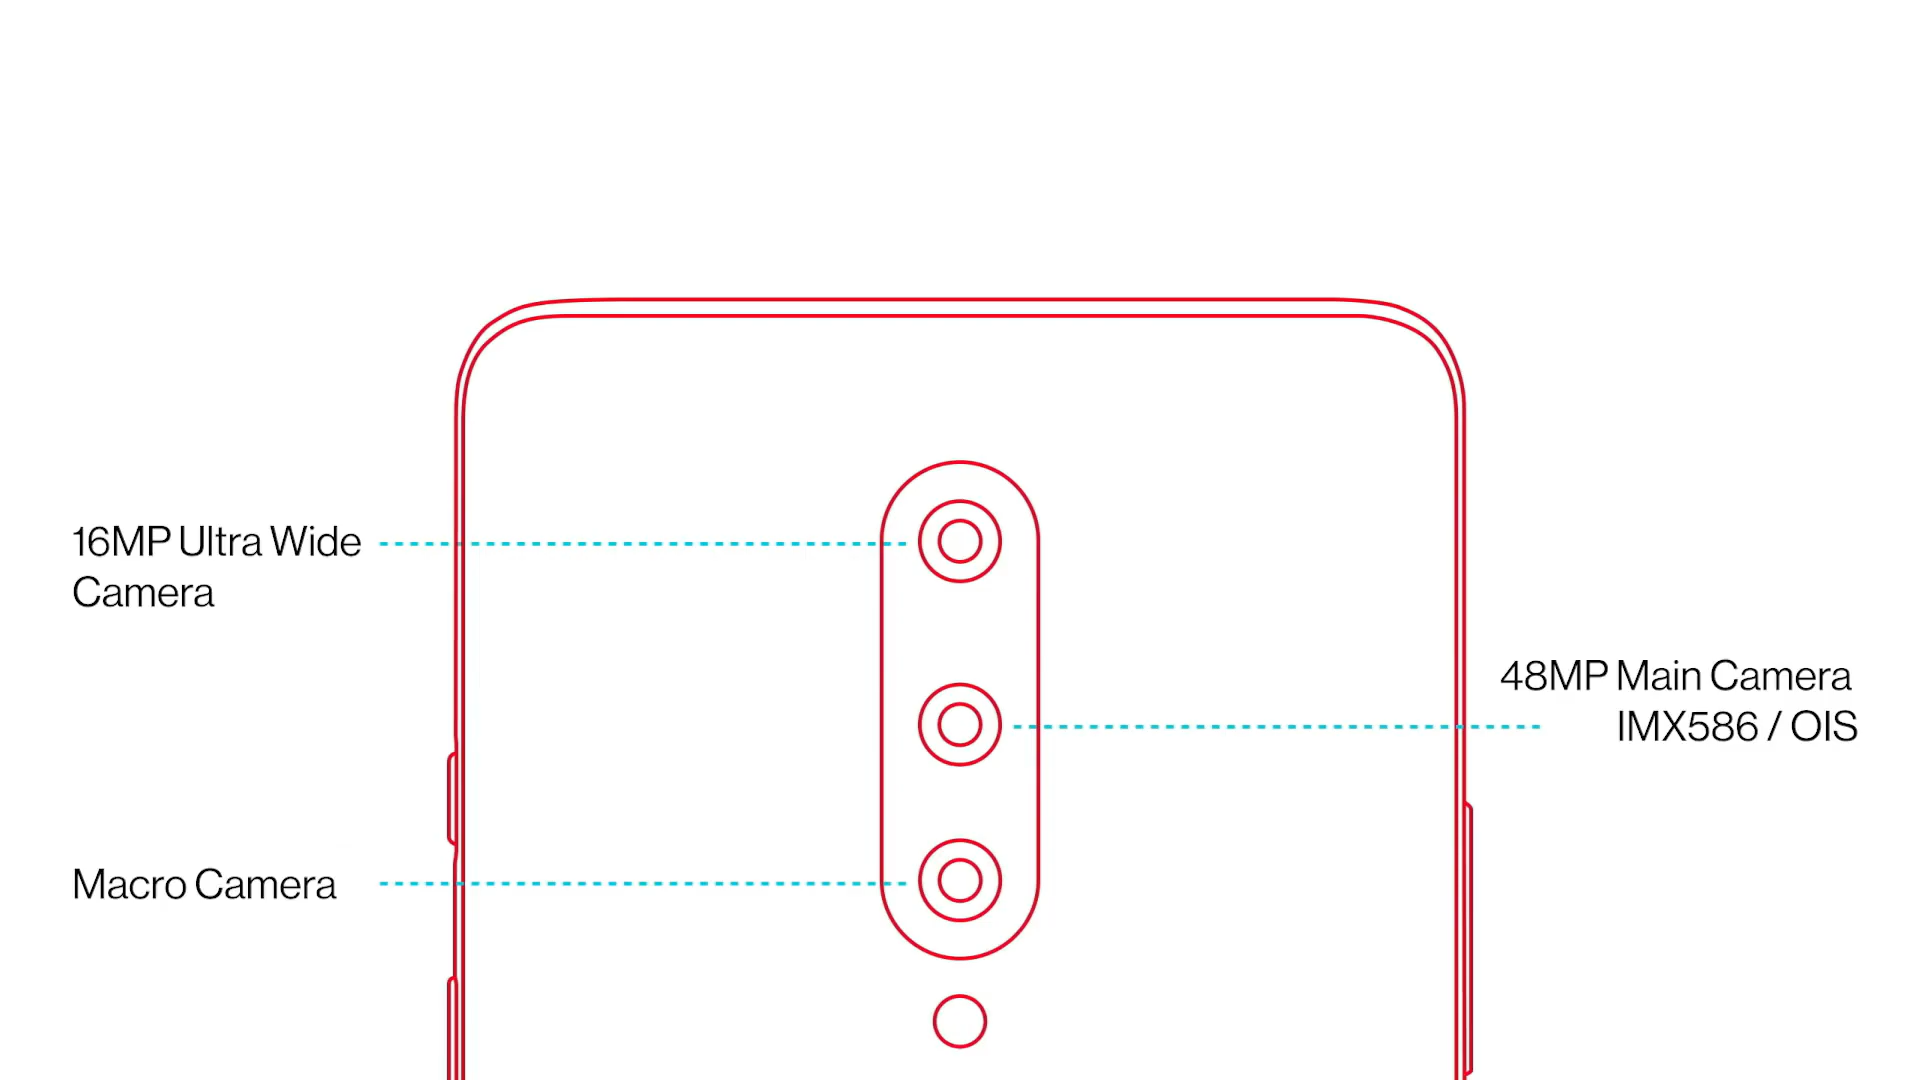 16MP Ultra Wide
Camera
48MP Main Camera
IMX586 / OIS
Macro Camera